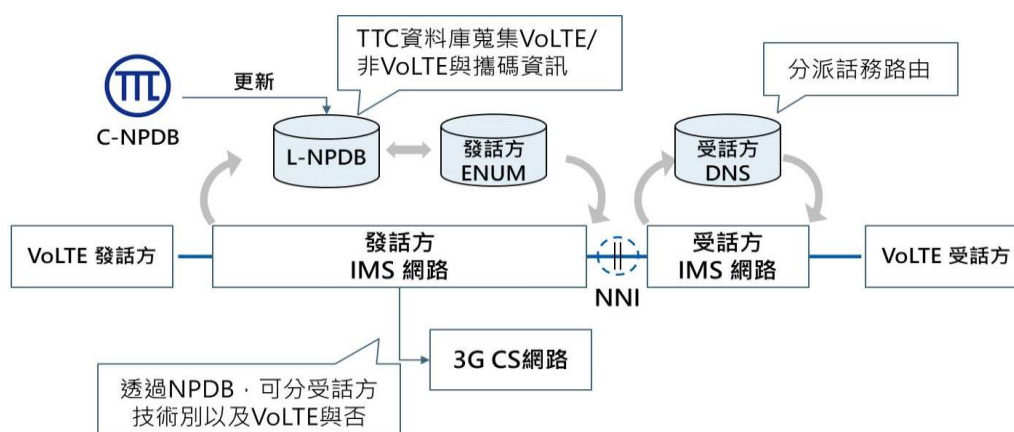 TTC資料庫蒐集VoLTE/
非VoLTE與攜碼資訊
分派話務路由
更新
C-NPDB
L-NPDB
發話方
ENUM
受話方
DNS
VoLTE 發話方
發話方
IMS 網路
NNI
受話方
IMS 網路
VoLTE 受話方
3G CS網路
透過NPDB，可分受話方
技術別以及VoLTE與否